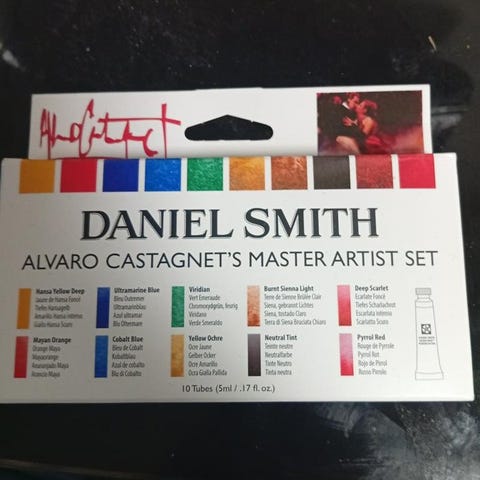 Alvaro Castagnet
DANIEL SMITH
ALVARO CASTAGNET'S MASTER ARTIST SET
Hansa Yellow Deep
Jaune de Hansa Foncé
Tiefes Hansagelb
Amarillo Hansa intenso
Giallo Hansa Scuro
Ultramarine Blue
Bleu Outremer
Ultramarinblau
Azul ultramar
Blu Oltremare
Viridian
Vert Emeraude
Chromoxydgrün, feurig
Viridiano
Verde Smeraldo
Burnt Sienna Light
Terre de Sienne Brûlée Clair
Siena, gebrannt Lichtes
Siena, tostado Claro
Terra di Siena Bruciata Chiaro
Deep Scarlet
Ecarlate Foncé
Tiefes Scharlachrot
Escarlata intenso
Scarlatto Scuro
Mayan Orange
Orange Maya
Mayaorange
Anaranjado Maya
Arancio Maya
Cobalt Blue
Bleu de Cobalt
Kobaltblau
Azul de cobalto
Blu di Cobalto
Yellow Ochre
Ocre Jaune
Gelber Ocker
Ocre Amarillo
Ocra Gialla Pallida
Neutral Tint
Teinte neutre
Neutralfarbe
Tinte Neutro
Tinta neutra
Pyrrol Red
Rouge de Pyrrole
Pyrrol Rot
Rojo de Pirrol
Rosso Pirrolo
10 Tubes (5ml / .17 fl. oz.)